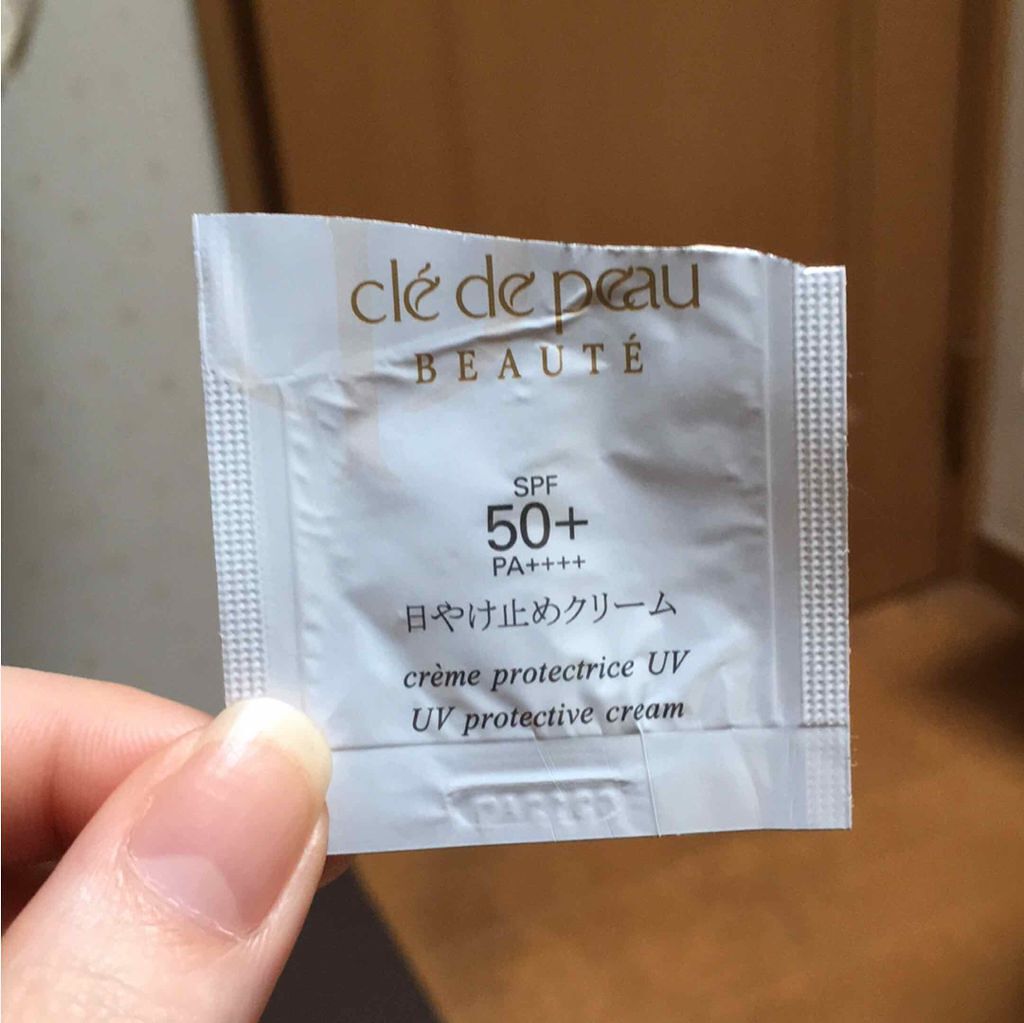 clé de peau
BEAUTÉ
SPF
50+
PA++++
日やけ止めクリーム
crème protectrice UV
UV protective cream